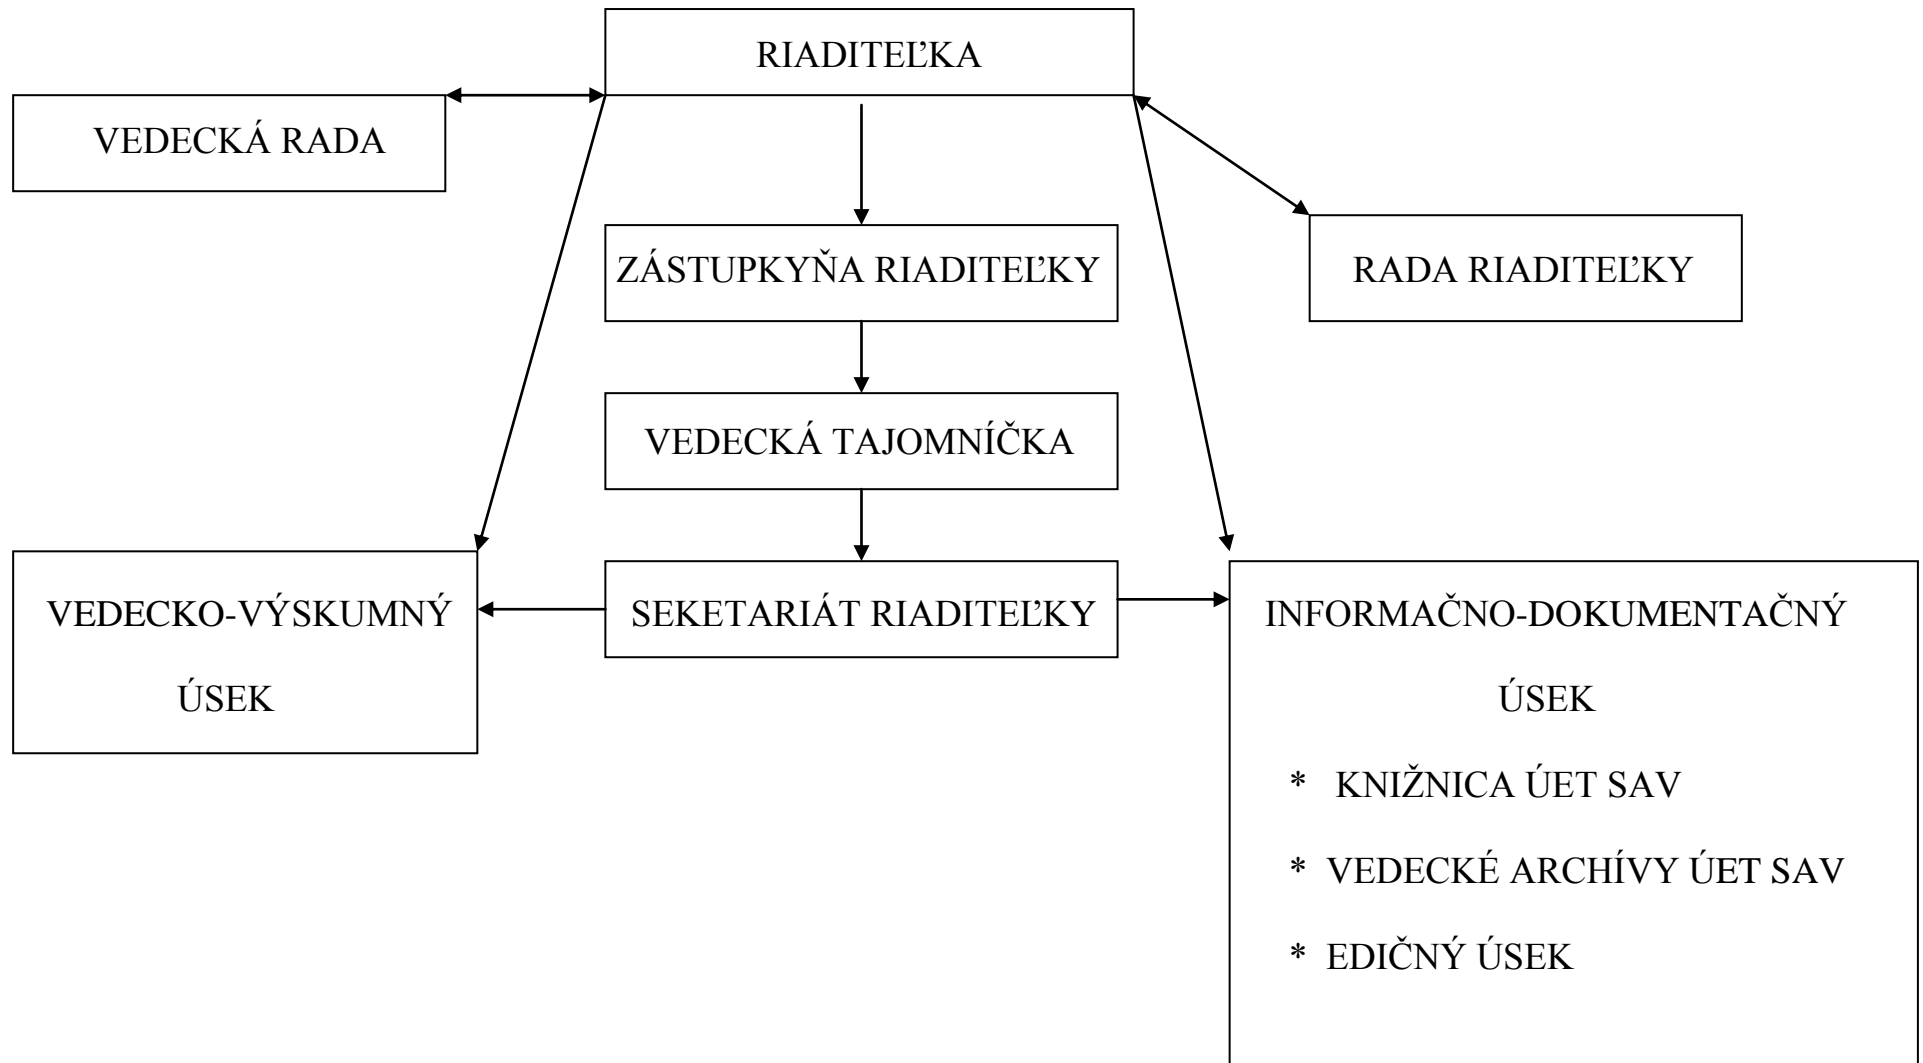 RIADITEĽKA
VEDECKÁ RADA
ZÁSTUPKYŇA RIADITEĽKY
RADA RIADITEĽKY
VEDECKÁ TAJOMNÍČKA
VEDECKO-VÝSKUMNÝ
ÚSEK
SEKETARIÁT RIADITEĽKY
INFORMAČNO-DOKUMENTAČNÝ
ÚSEK
* KNIŽNICA ÚET SAV
* VEDECKÉ ARCHÍVY ÚET SAV
* EDIČNÝ ÚSEK